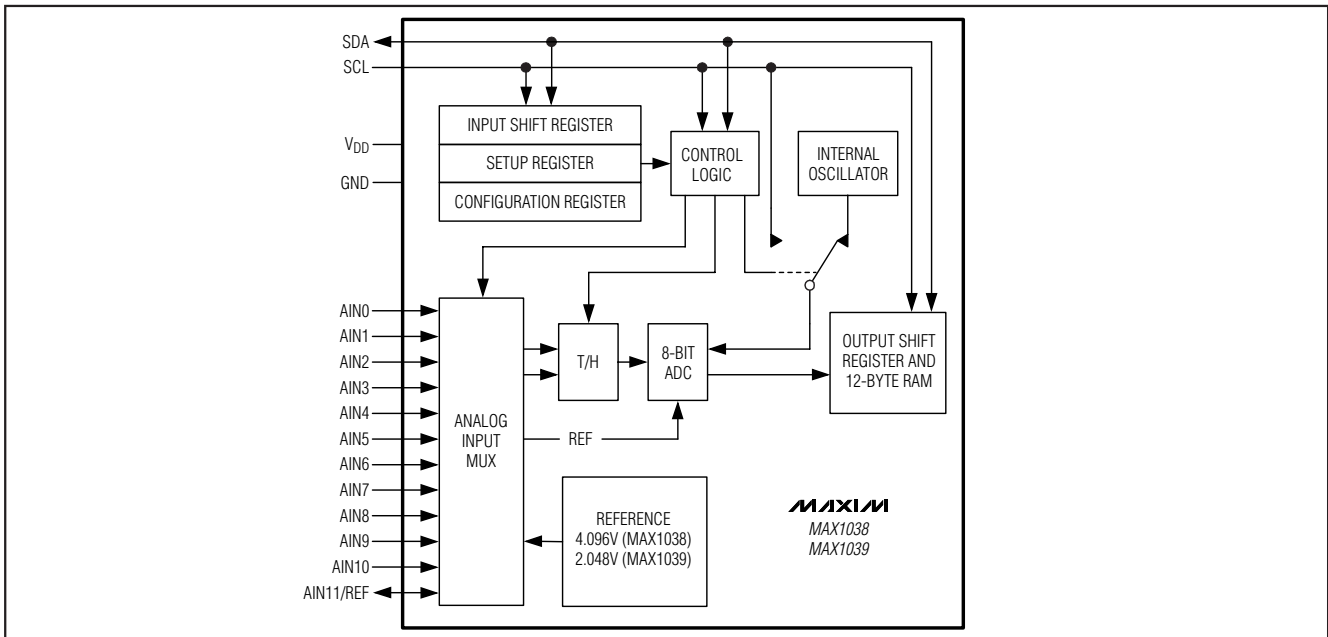 SDA
SCL
VDD
GND
INPUT SHIFT REGISTER
SETUP REGISTER
CONFIGURATION REGISTER
CONTROL
LOGIC
INTERNAL
OSCILLATOR
AIN0
AIN1
AIN2
AIN3
AIN4
AIN5
AIN6
AIN7
AIN8
AIN9
AIN10
AIN11/REF
ANALOG
INPUT
MUX
T/H
8-BIT
ADC
REF
OUTPUT SHIFT
REGISTER AND
12-BYTE RAM
REFERENCE
4.096V (MAX1038)
2.048V (MAX1039)
MAXIM
MAX1038
MAX1039